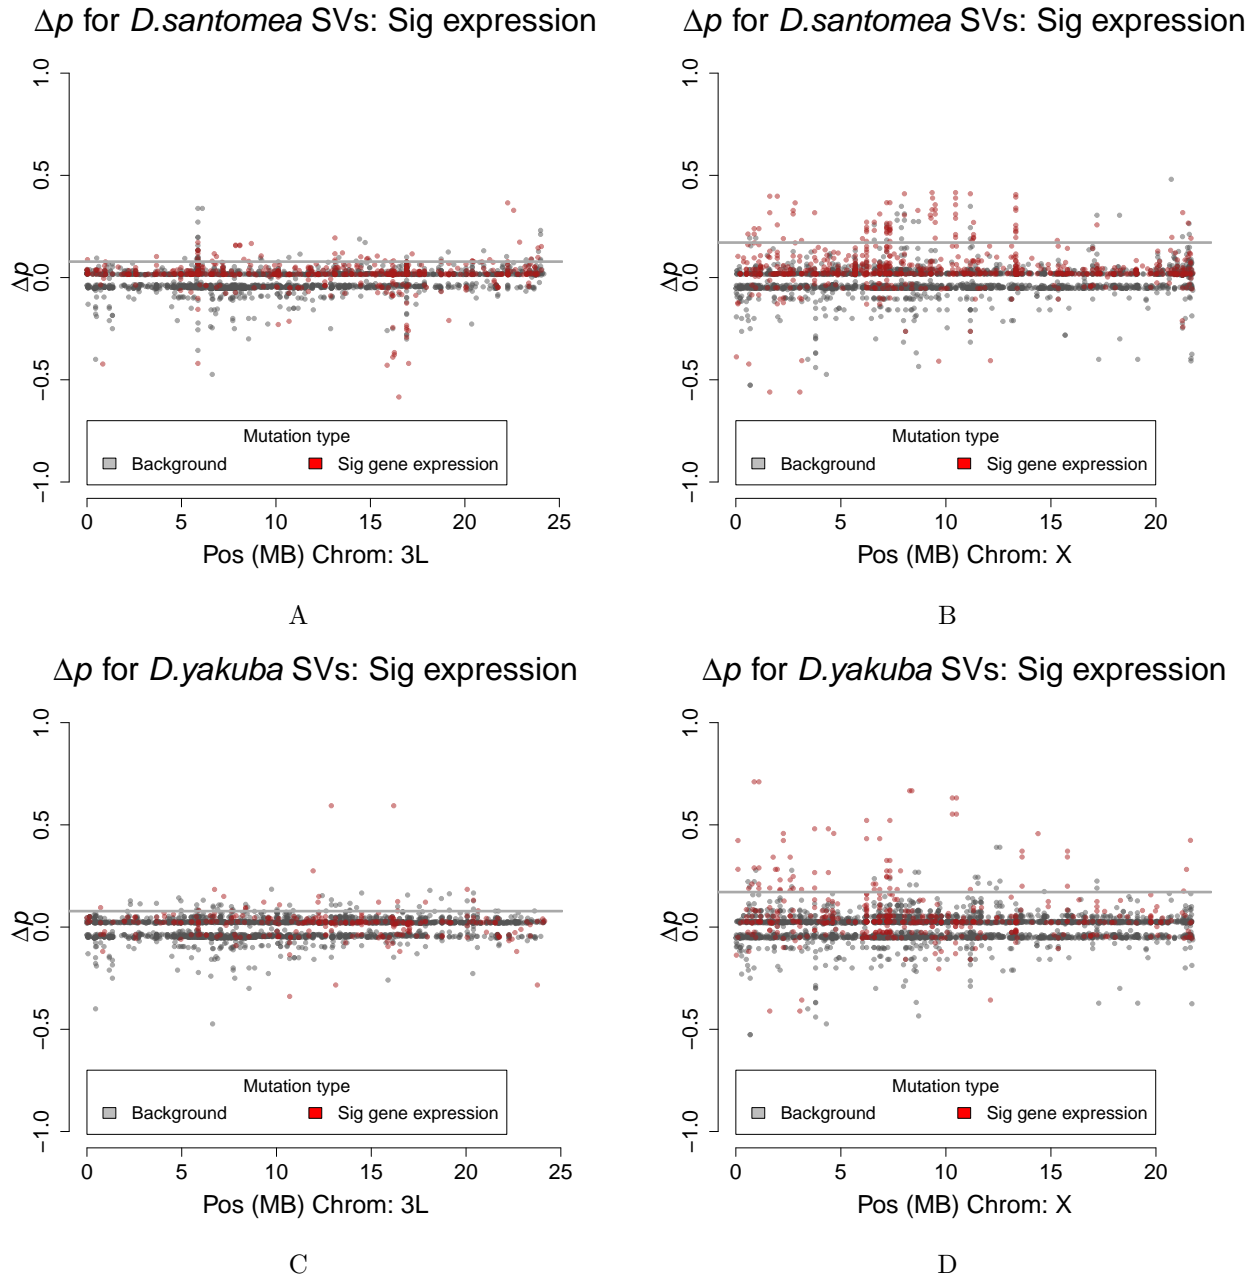 Δp for D.santomea SVs: Sig expression
1.0
0.5
0.0
−0.5
−1.0
Δp
Mutation type
Background
Sig gene expression
0 5 10 15 20 25
Pos (MB) Chrom: 3L
A
Δp for D.santomea SVs: Sig expression
1.0
0.5
0.0
−0.5
−1.0
Δp
Mutation type
Background
Sig gene expression
0 5 10 15 20
Pos (MB) Chrom: X
B
Δp for D.yakuba SVs: Sig expression
1.0
0.5
0.0
−0.5
−1.0
Δp
Mutation type
Background
Sig gene expression
0 5 10 15 20 25
Pos (MB) Chrom: 3L
C
Δp for D.yakuba SVs: Sig expression
1.0
0.5
0.0
−0.5
−1.0
Δp
Mutation type
Background
Sig gene expression
0 5 10 15 20
Pos (MB) Chrom: X
D